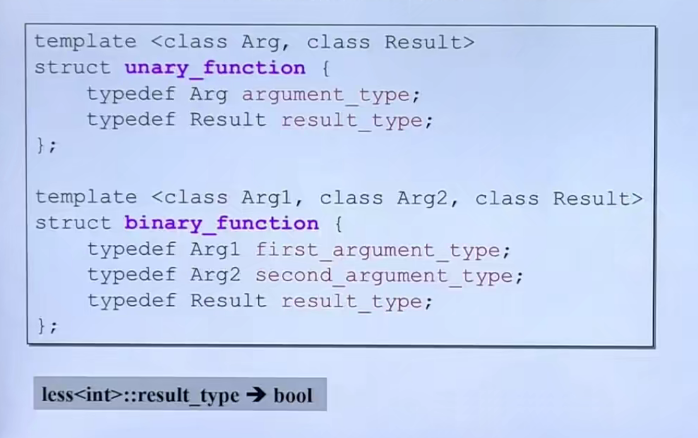 template <class Arg, class Result>
struct unary_function {
    typedef Arg argument_type;
    typedef Result result_type;
};
template <class Arg1, class Arg2, class Result>
struct binary_function {
    typedef Arg1 first_argument_type;
    typedef Arg2 second_argument_type;
    typedef Result result_type;
};
less<int>::result_type ➔ bool